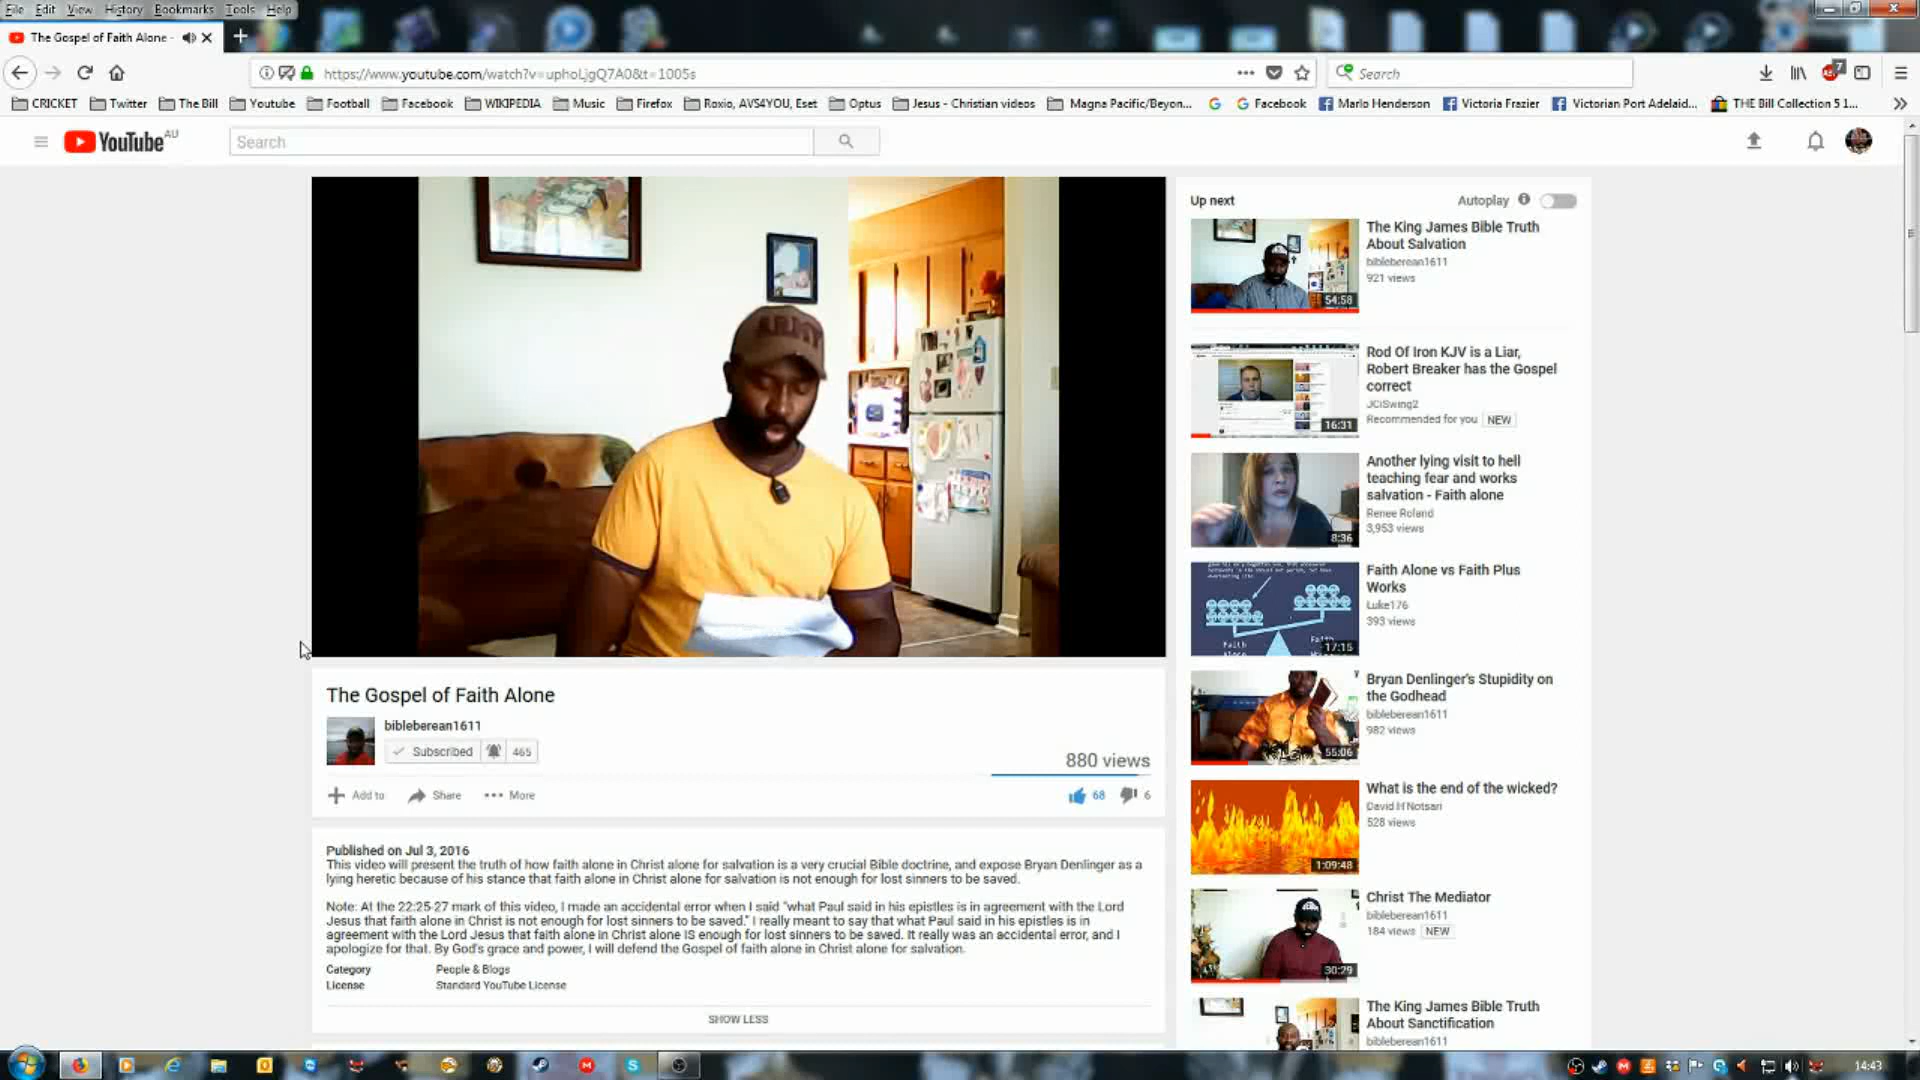 File Edit View History Bookmarks Tools Help
The Gospel of Faith Alone -
https://www.youtube.com/watch?v=uphoLjgQ7A0&t=1005s
Search
7
CRICKET Twitter The Bill Youtube Football Facebook WIKIPEDIA Music Firefox Roxio, AVS4YOU, Eset Optus Jesus - Christian videos Magna Pacific/Beyon... Facebook Marlo Henderson Victoria Frazier Victorian Port Adelaid... THE Bill Collection 5 1...
YouTube AU
Search
ARMY
The Gospel of Faith Alone
bibleberean1611
Subscribed 465
880 views
Add to Share More
68 6
Published on Jul 3, 2016
This video will present the truth of how faith alone in Christ alone for salvation is a very crucial Bible doctrine, and expose Bryan Denlinger as a
lying heretic because of his stance that faith alone in Christ alone for salvation is not enough for lost sinners to be saved.
Note: At the 22:25-27 mark of this video, I made an accidental error when I said "what Paul said in his epistles is in agreement with the Lord
Jesus that faith alone in Christ is not enough for lost sinners to be saved." I really meant to say that what Paul said in his epistles is in
agreement with the Lord Jesus that faith alone in Christ alone IS enough for lost sinners to be saved. It really was an accidental error, and I
apologize for that. By God's grace and power, I will defend the Gospel of faith alone in Christ alone for salvation.
Category People & Blogs
License Standard YouTube License
SHOW LESS
Up next
Autoplay
The King James Bible Truth
About Salvation
bibleberean1611
921 views
54:58
Rod Of Iron KJV is a Liar,
Robert Breaker has the Gospel
correct
JCiSwing2
Recommended for you NEW
16:31
Another lying visit to hell
teaching fear and works
salvation - Faith alone
Renee Roland
3,953 views
8:36
Faith Alone vs Faith Plus
Works
Luke176
393 views
Faith
17:15
Bryan Denlinger's Stupidity on
the Godhead
bibleberean1611
982 views
55:06
What is the end of the wicked?
David H Notsari
528 views
1:09:48
Christ The Mediator
bibleberean1611
184 views NEW
30:29
The King James Bible Truth
About Sanctification
bibleberean1611
14:43